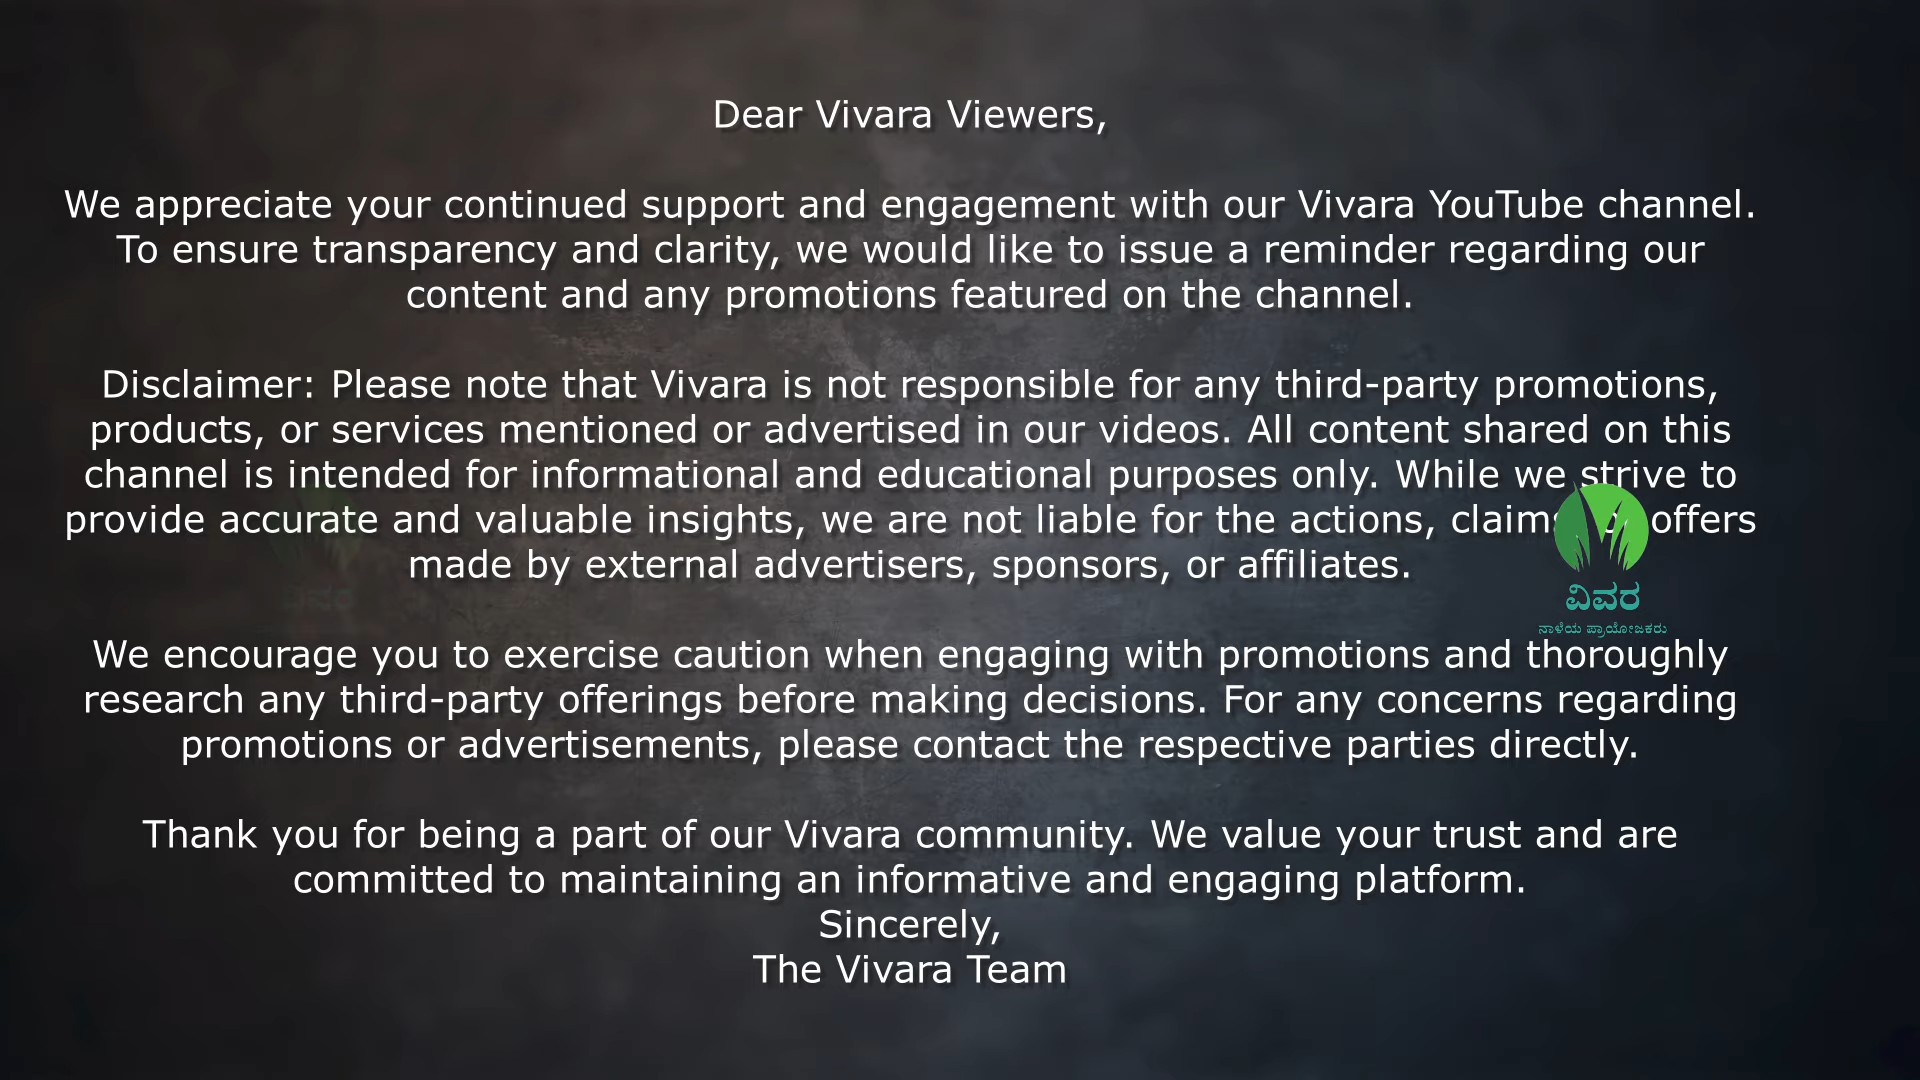 Dear Vivara Viewers,
We appreciate your continued support and engagement with our Vivara YouTube channel.
To ensure transparency and clarity, we would like to issue a reminder regarding our
content and any promotions featured on the channel.
Disclaimer: Please note that Vivara is not responsible for any third-party promotions,
products, or services mentioned or advertised in our videos. All content shared on this
channel is intended for informational and educational purposes only. While we strive to
provide accurate and valuable insights, we are not liable for the actions, claims, or offers
made by external advertisers, sponsors, or affiliates.
ವಿವರ
ನಾಳೆಯ ಪ್ರಾಯೋಜಕರು
We encourage you to exercise caution when engaging with promotions and thoroughly
research any third-party offerings before making decisions. For any concerns regarding
promotions or advertisements, please contact the respective parties directly.
Thank you for being a part of our Vivara community. We value your trust and are
committed to maintaining an informative and engaging platform.
Sincerely,
The Vivara Team